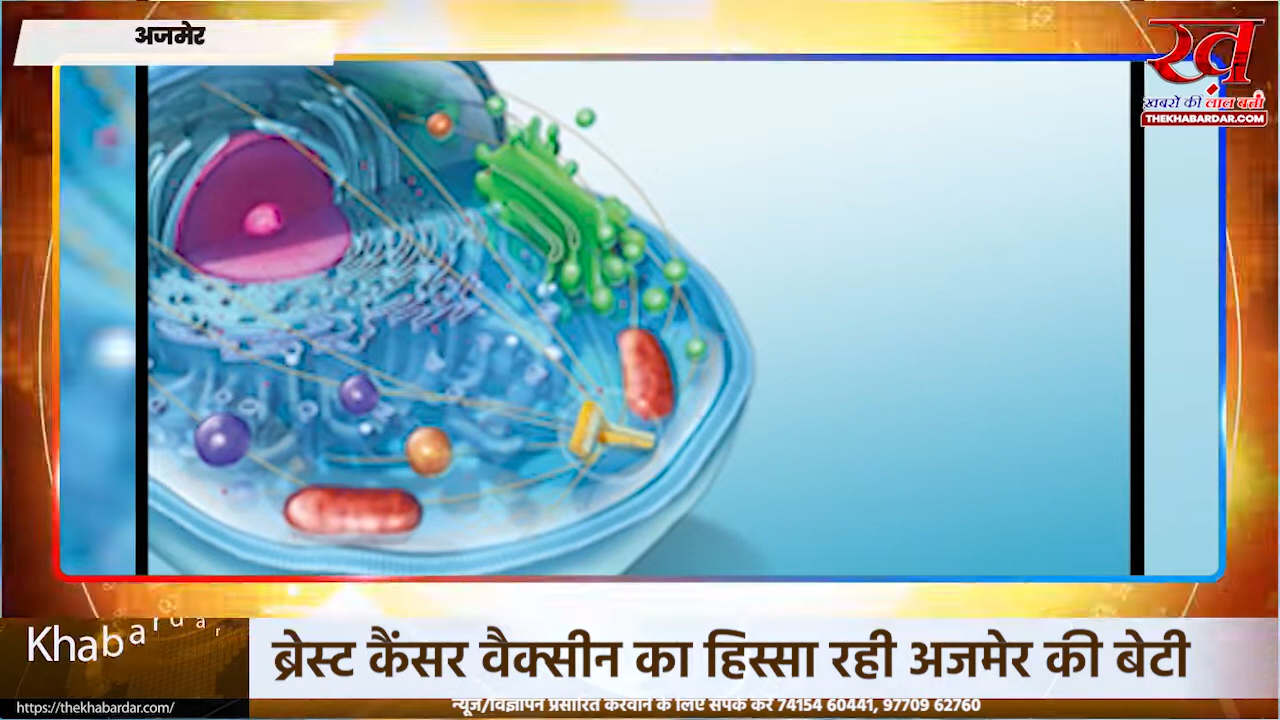 अजमेर
ख
खबरो की लाल बत्ती
THEKHABARDAR.COM
Khabardar
ब्रेस्ट कैंसर वैक्सीन का हिस्सा रही अजमेर की बेटी
https://thekhabardar.com/
न्यूज/विज्ञापन प्रसारित करवाने के लिए संपर्क करें 74154 60441, 97709 62760